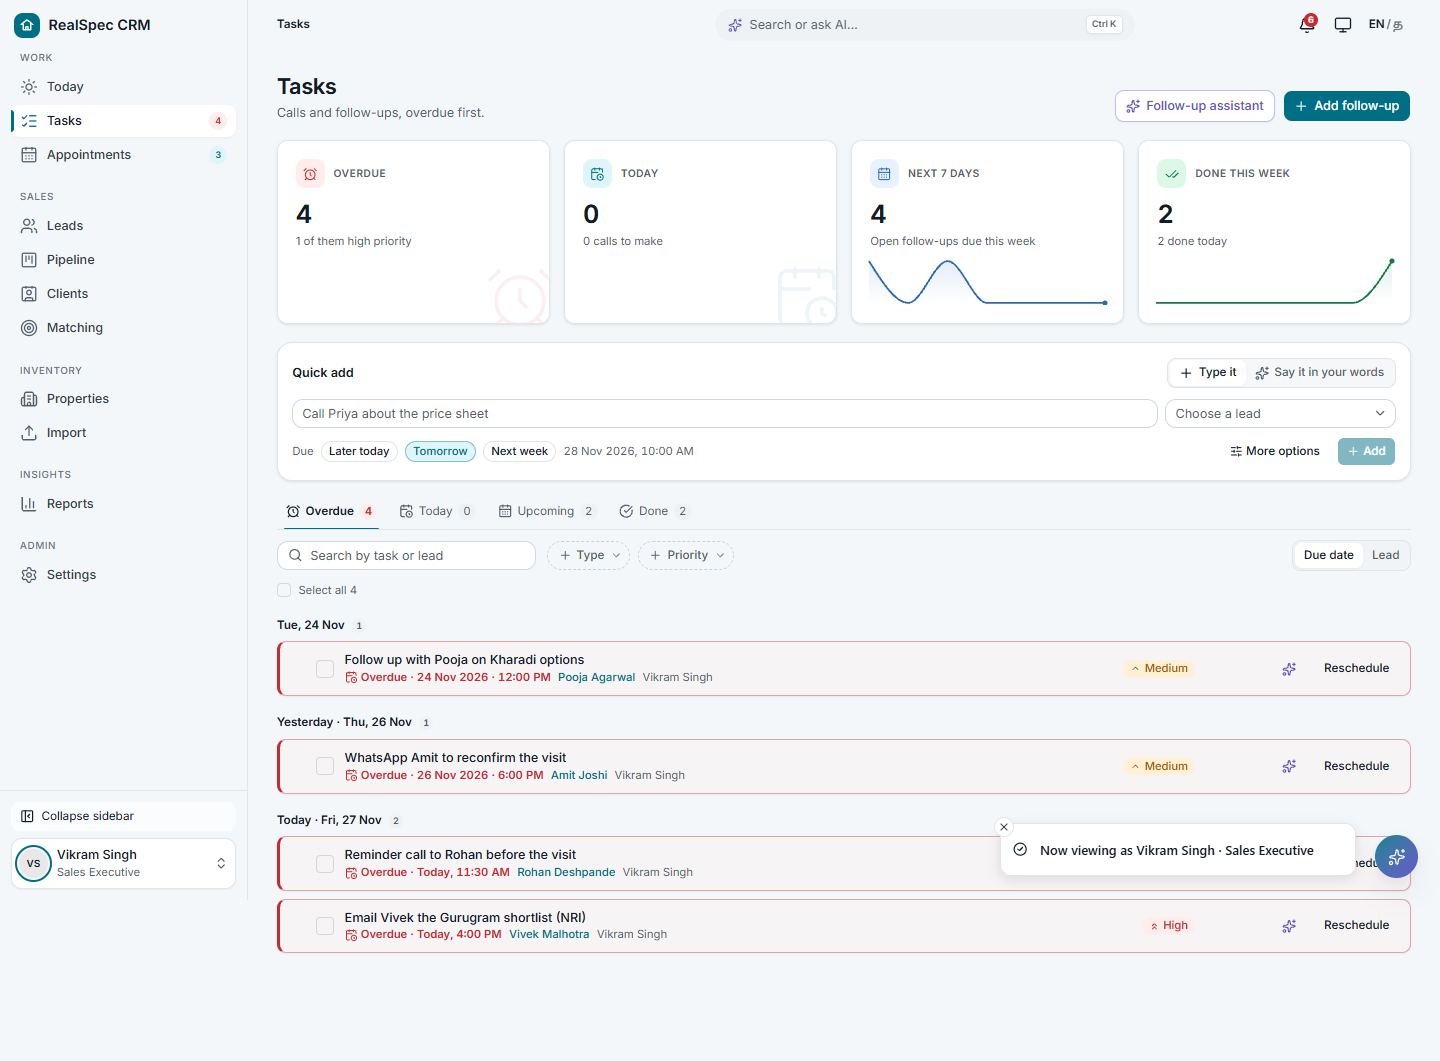 RealSpec CRM
WORK
Today
Tasks 4
Appointments 3
SALES
Leads
Pipeline
Clients
Matching
INVENTORY
Properties
Import
INSIGHTS
Reports
ADMIN
Settings
Collapse sidebar
VS Vikram Singh
Sales Executive
Tasks
Search or ask AI... Ctrl K
6
EN / த
Tasks
Calls and follow-ups, overdue first.
Follow-up assistant
Add follow-up
OVERDUE
4
1 of them high priority
TODAY
0
0 calls to make
NEXT 7 DAYS
4
Open follow-ups due this week
DONE THIS WEEK
2
2 done today
Quick add
Type it Say it in your words
Call Priya about the price sheet
Choose a lead
Due Later today Tomorrow Next week 28 Nov 2026, 10:00 AM
More options
+ Add
Overdue 4 Today 0 Upcoming 2 Done 2
Search by task or lead
+ Type
+ Priority
Due date Lead
Select all 4
Tue, 24 Nov 1
Follow up with Pooja on Kharadi options
Overdue · 24 Nov 2026 · 12:00 PM Pooja Agarwal Vikram Singh
Medium
Reschedule
Yesterday · Thu, 26 Nov 1
WhatsApp Amit to reconfirm the visit
Overdue · 26 Nov 2026 · 6:00 PM Amit Joshi Vikram Singh
Medium
Reschedule
Today · Fri, 27 Nov 2
Reminder call to Rohan before the visit
Overdue · Today, 11:30 AM Rohan Deshpande Vikram Singh
Now viewing as Vikram Singh · Sales Executive
Email Vivek the Gurugram shortlist (NRI)
Overdue · Today, 4:00 PM Vivek Malhotra Vikram Singh
High
Reschedule